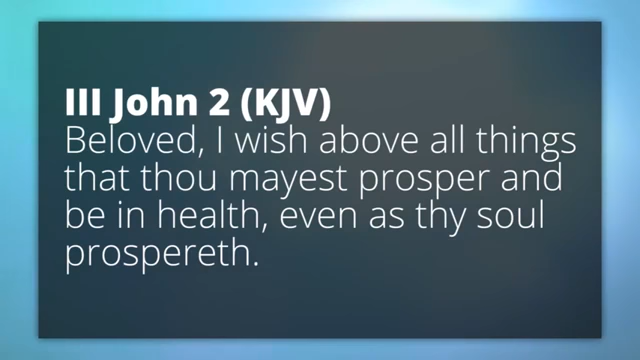 III John 2 (KJV)
Beloved, I wish above all things
that thou mayest prosper and
be in health, even as thy soul
prospereth.